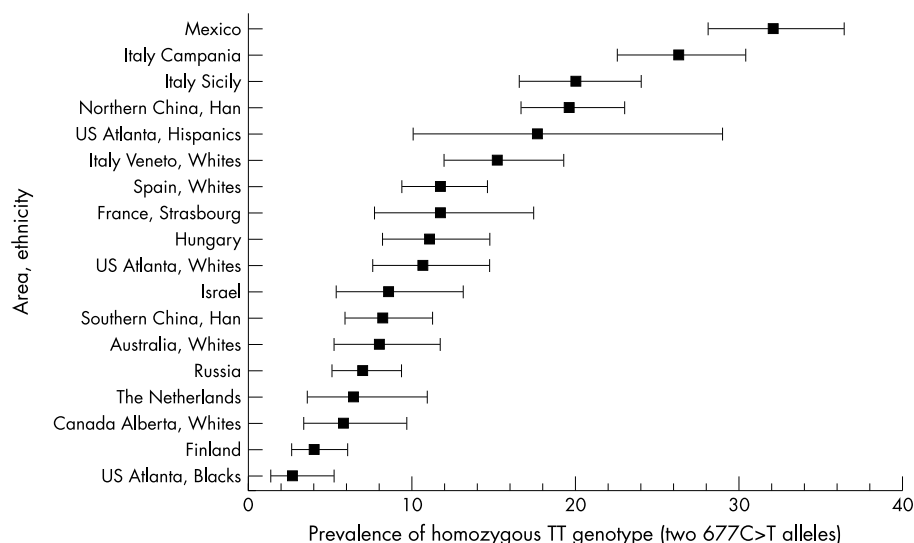 Mexico
Italy Campania
Italy Sicily
Northern China, Han
US Atlanta, Hispanics
Italy Veneto, Whites
Spain, Whites
France, Strasbourg
Hungary
US Atlanta, Whites
Israel
Southern China, Han
Australia, Whites
Russia
The Netherlands
Canada Alberta, Whites
Finland
US Atlanta, Blacks
Area, ethnicity
0 10 20 30 40
Prevalence of homozygous TT genotype (two 677C>T alleles)